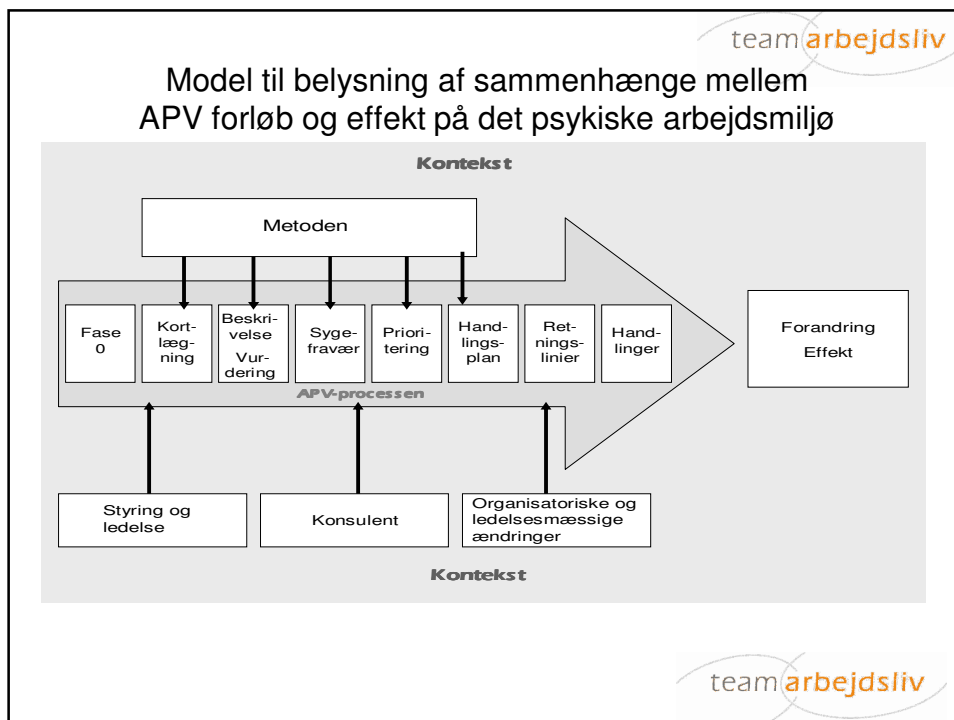 team arbejdsliv
Model til belysning af sammenhænge mellem
APV forløb og effekt på det psykiske arbejdsmiljø
Kontekst
Metoden
Fase
0
Kort-
læg-
ning
Beskri-
velse
Vur-
dering
Syge-
fravær
Priori-
tering
Hand-
lings-
plan
Ret-
nings-
linier
Hand-
linger
APV-processen
Forandring
Effekt
Styring og
ledelse
Konsulent
Organisatoriske og
ledelsesmæssige
ændringer
Kontekst
team arbejdsliv